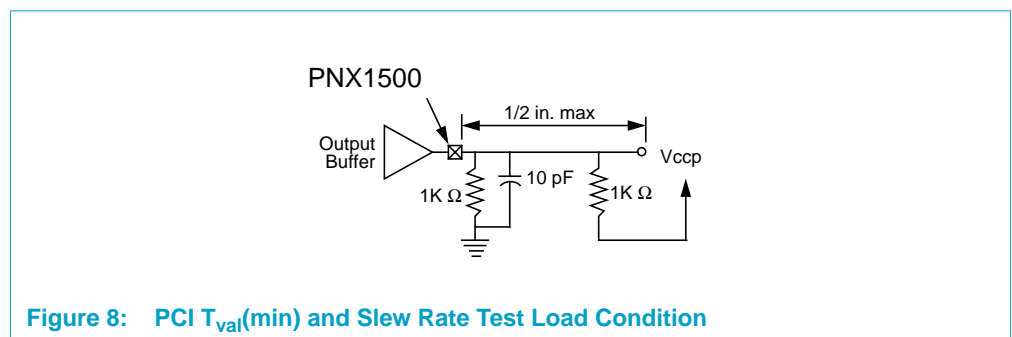 PNX1500
1/2 in. max
Output
Buffer
Vccp
10 pF
1K Ω
1K Ω
Figure 8: PCI Tval(min) and Slew Rate Test Load Condition